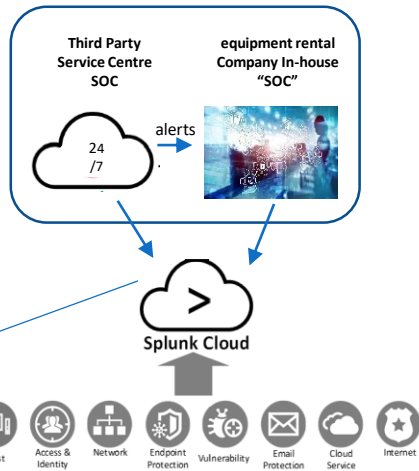 Third Party
Service Centre
SOC
equipment rental
Company In-house
“SOC”
24
/7
alerts
.
>
Splunk Cloud
st
Access &
Identity
Network
Endpoint
Protection
Vulnerability
Email
Protection
Cloud
Service
Internet